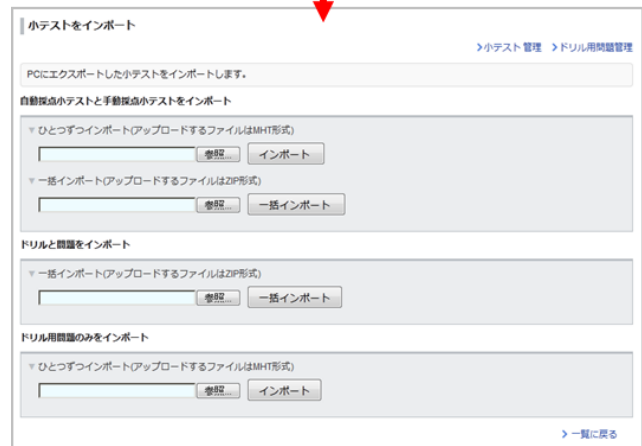 小テストをインポート
>小テスト 管理 >ドリル用問題管理
PCにエクスポートした小テストをインポートします。
自動採点小テストと手動採点小テストをインポート
▼ひとつずつインポート(アップロードするファイルはMHT形式)
参照... インポート
▼一括インポート(アップロードするファイルはZIP形式)
参照... 一括インポート
ドリルと問題をインポート
▼一括インポート(アップロードするファイルはZIP形式)
参照... 一括インポート
ドリル用問題のみをインポート
▼ひとつずつインポート(アップロードするファイルはMHT形式)
参照... インポート
>一覧に戻る